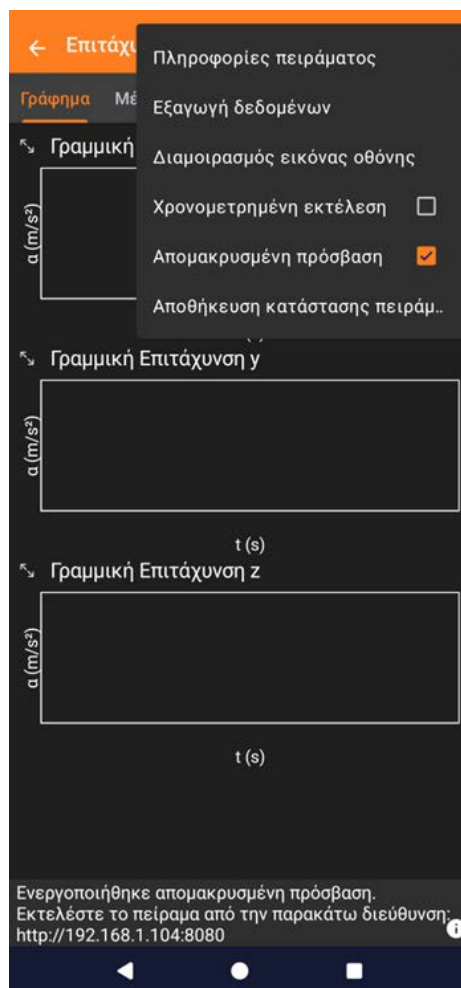 Επιτάχυ
Πληροφορίες πειράματος
Εξαγωγή δεδομένων
Διαμοιρασμός εικόνας οθόνης
Χρονομετρημένη εκτέλεση
Απομακρυσμένη πρόσβαση
Αποθήκευση κατάστασης πειράμ..
Γράφημα Μέ
Γραμμική
α (m/s²)
Γραμμική Επιτάχυνση y
α (m/s²)
t (s)
Γραμμική Επιτάχυνση z
α (m/s²)
t (s)
Ενεργοποιήθηκε απομακρυσμένη πρόσβαση.
Εκτελέστε το πείραμα από την παρακάτω διεύθυνση:
http://192.168.1.104:8080